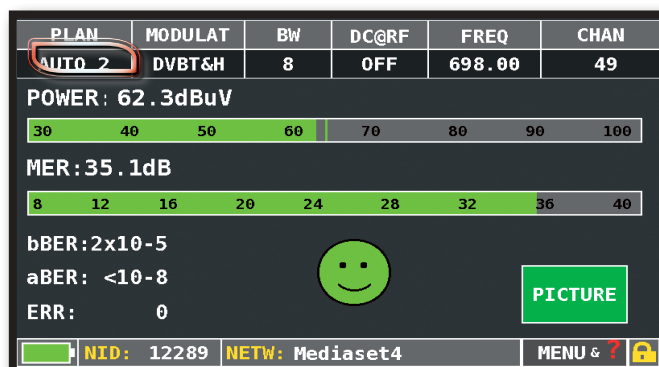 PLAN MODULAT BW DC@RF FREQ CHAN
AUTO 2 DVBT&H 8 OFF 698.00 49
POWER: 62.3dBuV
30 40 50 60 70 80 90 100
MER:35.1dB
8 12 16 20 24 28 32 36 40
bBER:2x10-5
aBER: <10-8
PICTURE
ERR: 0
NID: 12289 NETW: Mediaset4 MENU & ?